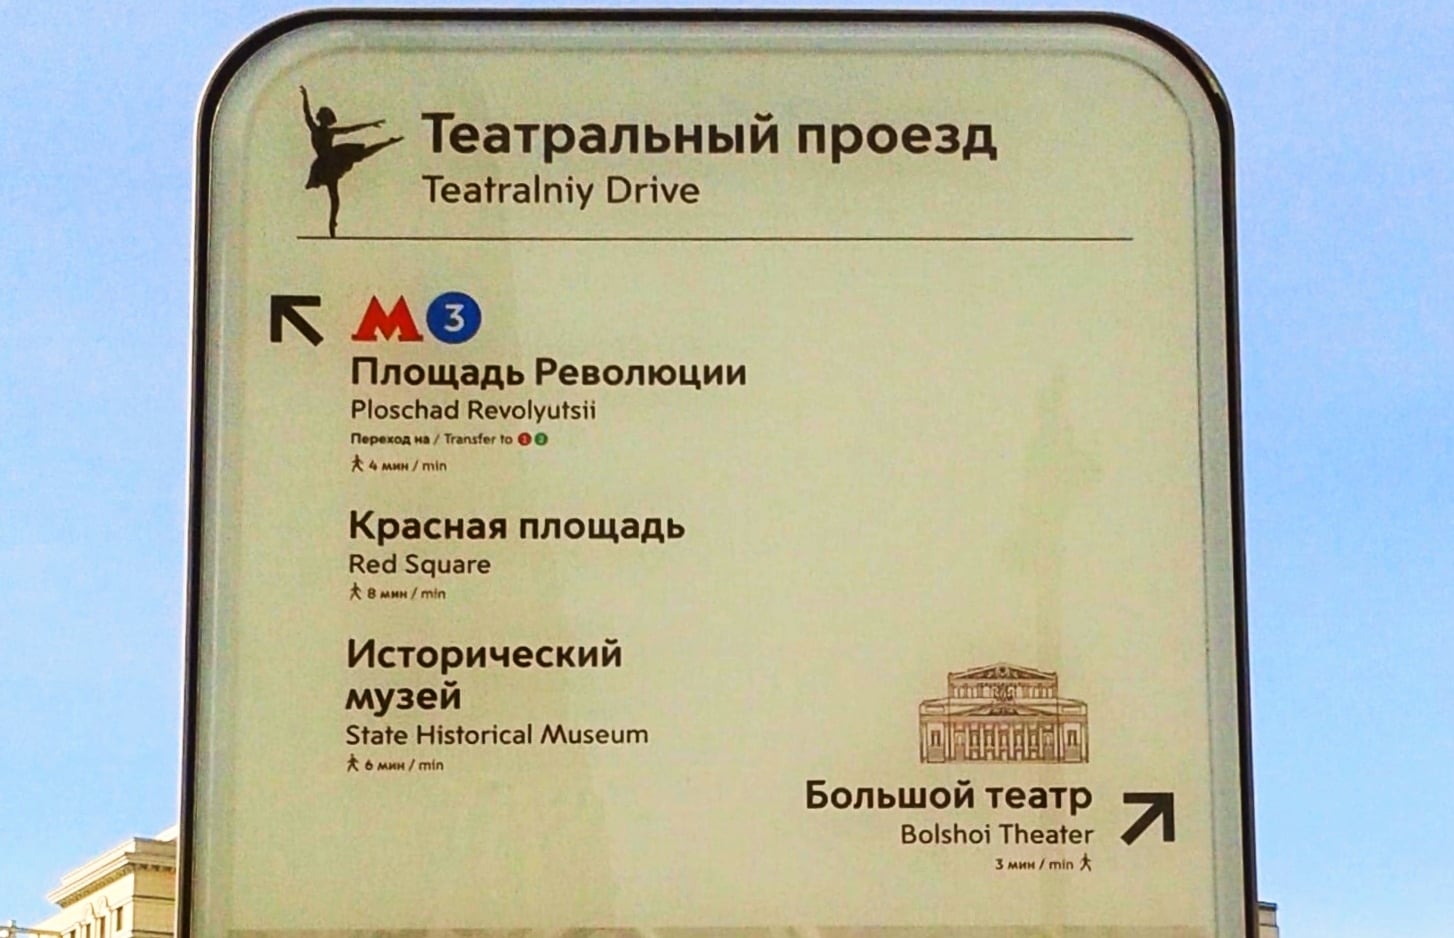 Театральный проезд
Teatralniy Drive
М 3
Площадь Революции
Ploschad Revolyutsii
Переход на / Transfer to 1 2
4 мин / min
Красная площадь
Red Square
8 мин / min
Исторический
музей
State Historical Museum
6 мин / min
Большой театр
Bolshoi Theater
3 мин / min